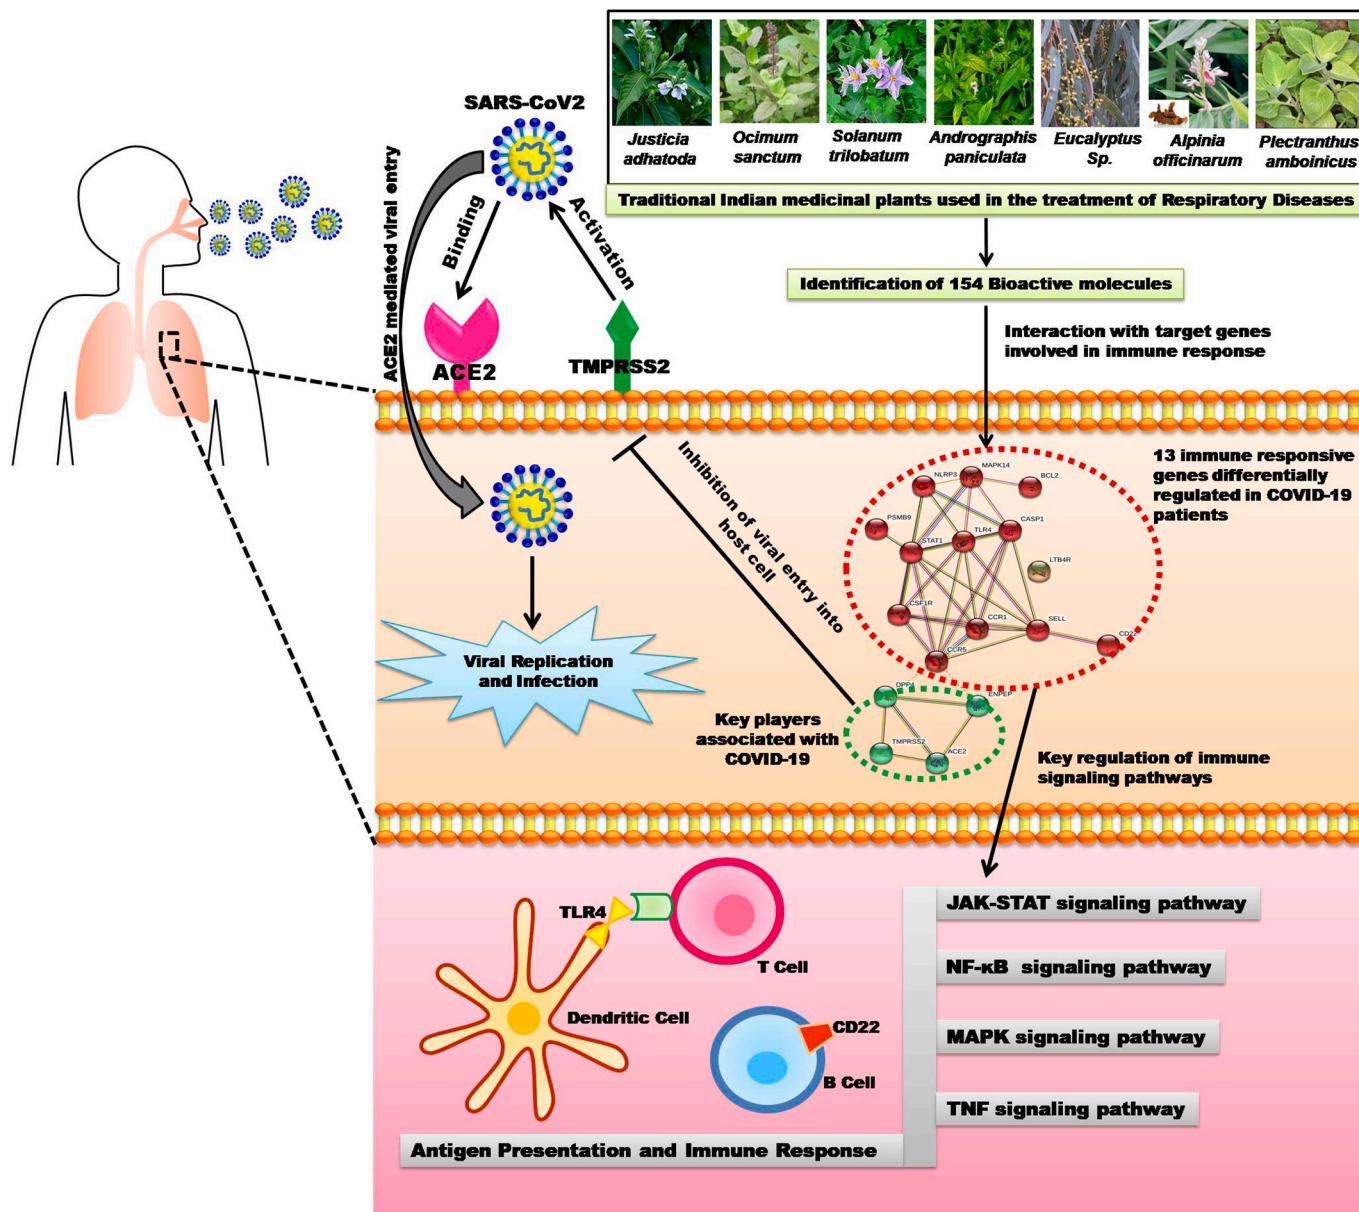 SARS-CoV2
Justicia
adhatoda
Ocimum
sanctum
Solanum
trilobatum
Andrographis
paniculata
Eucalyptus
Sp.
Alpinia
officinarum
Plectranthus
amboinicus
Traditional Indian medicinal plants used in the treatment of Respiratory Diseases
Identification of 154 Bioactive molecules
Interaction with target genes
involved in immune response
ACE2 mediated viral entry
Binding
Activation
ACE2
TMPRSS2
Inhibition of viral entry into
host cell
13 immune responsive
genes differentially
regulated in COVID-19
patients
NLRP3
MAPK14
BCL2
PSMB9
STAT1
TLR4
CASP1
LTB4R
CSF1R
CCR1
SELL
CD22
CCR5
DPP4
ENPEP
TMPRSS2
ACE2
Viral Replication
and Infection
Key players
associated with
COVID-19
Key regulation of immune
signaling pathways
TLR4
T Cell
Dendritic Cell
CD22
B Cell
JAK-STAT signaling pathway
NF-κB signaling pathway
MAPK signaling pathway
TNF signaling pathway
Antigen Presentation and Immune Response